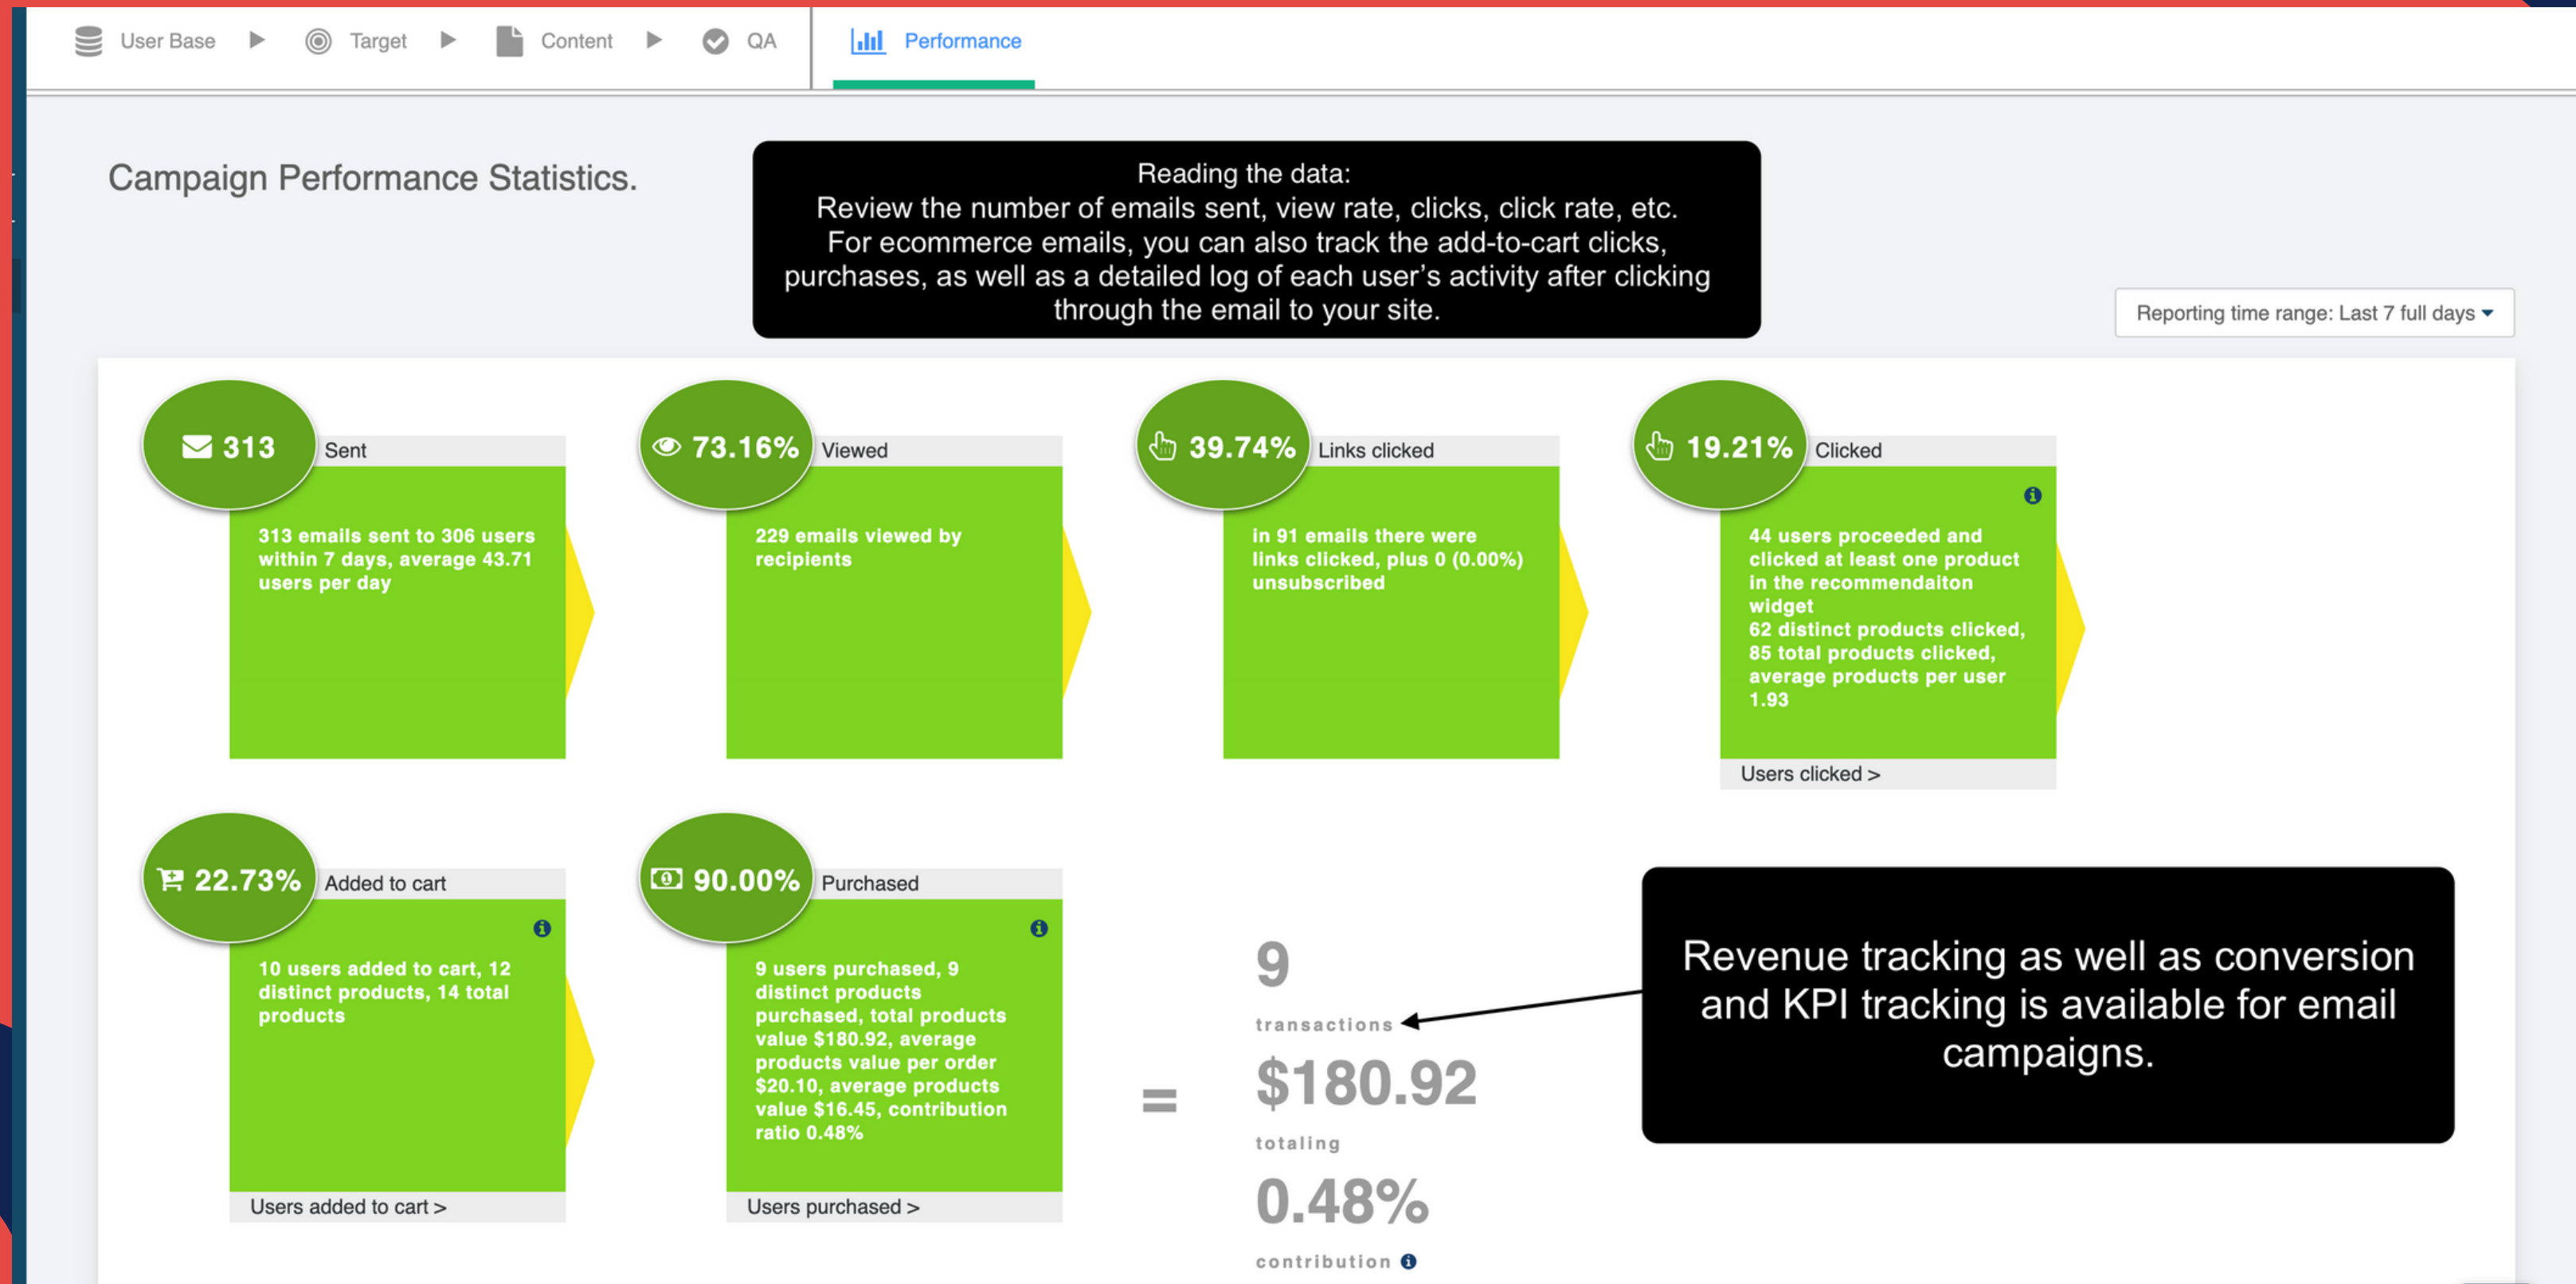 User Base
Target
Content
QA
Performance
Campaign Performance Statistics.
Reading the data:
Review the number of emails sent, view rate, clicks, click rate, etc.
For ecommerce emails, you can also track the add-to-cart clicks,
purchases, as well as a detailed log of each user's activity after clicking
through the email to your site.
Reporting time range: Last 7 full days
313
Sent
313 emails sent to 306 users
within 7 days, average 43.71
users per day
73.16%
Viewed
229 emails viewed by
recipients
39.74%
Links clicked
in 91 emails there were
links clicked, plus 0 (0.00%)
unsubscribed
19.21%
Clicked
44 users proceeded and
clicked at least one product
in the recommendaiton
widget
62 distinct products clicked,
85 total products clicked,
average products per user
1.93
Users clicked >
22.73%
Added to cart
10 users added to cart, 12
distinct products, 14 total
products
Users added to cart >
90.00%
Purchased
9 users purchased, 9
distinct products
purchased, total products
value $180.92, average
products value per order
$20.10, average products
value $16.45, contribution
ratio 0.48%
Users purchased >
=
9
transactions
$180.92
totaling
0.48%
contribution
Revenue tracking as well as conversion
and KPI tracking is available for email
campaigns.